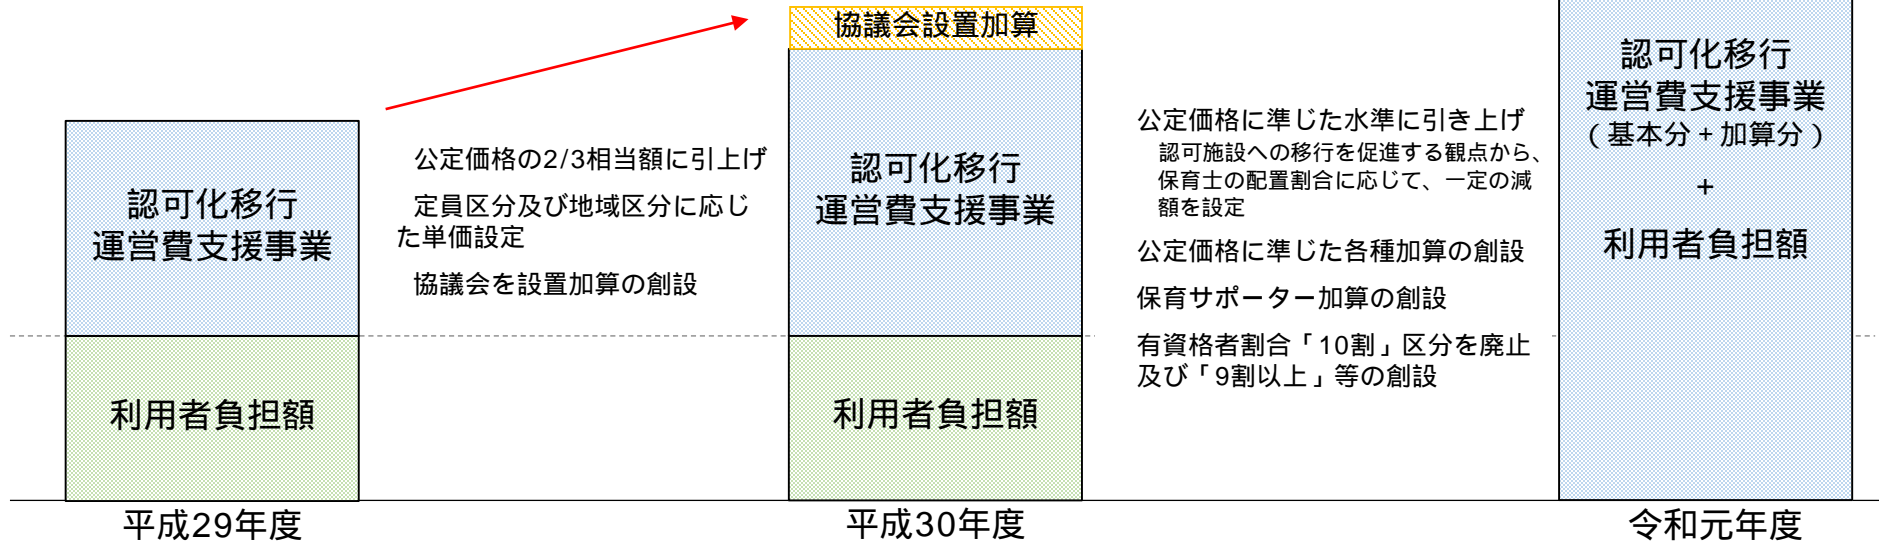 認可化移行
運営費支援事業
利用者負担額
平成29年度
公定価格の2/3相当額に引上げ
定員区分及び地域区分に応じ
た単価設定
協議会を設置加算の創設
協議会設置加算
認可化移行
運営費支援事業
利用者負担額
平成30年度
公定価格に準じた水準に引き上げ
認可施設への移行を促進する観点から、
保育士の配置割合に応じて、一定の減
額を設定
公定価格に準じた各種加算の創設
保育サポーター加算の創設
有資格者割合「10割」区分を廃止
及び「9割以上」等の創設
認可化移行
運営費支援事業
（基本分＋加算分）
+
利用者負担額
令和元年度